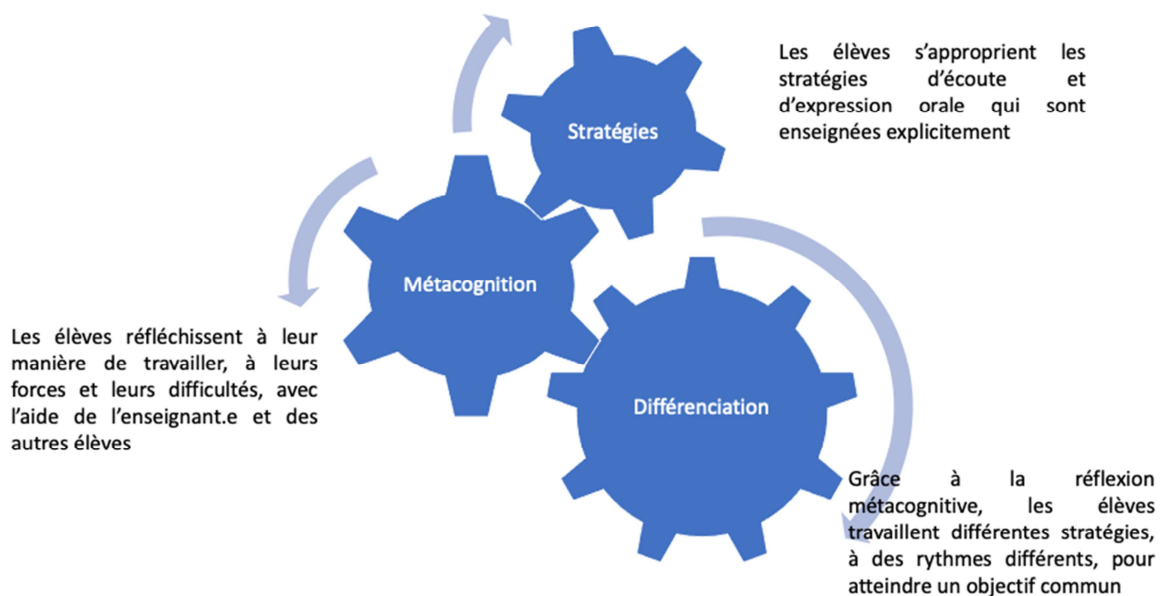 Les élèves s'approprient les
stratégies d'écoute et
d'expression orale qui sont
enseignées explicitement
Stratégies
Métacognition
Les élèves réfléchissent à leur
manière de travailler, à leurs
forces et leurs difficultés, avec
l'aide de l'enseignant.e et des
autres élèves
Différenciation
Grâce à la réflexion
métacognitive, les élèves
travaillent différentes stratégies,
à des rythmes différents, pour
atteindre un objectif commun